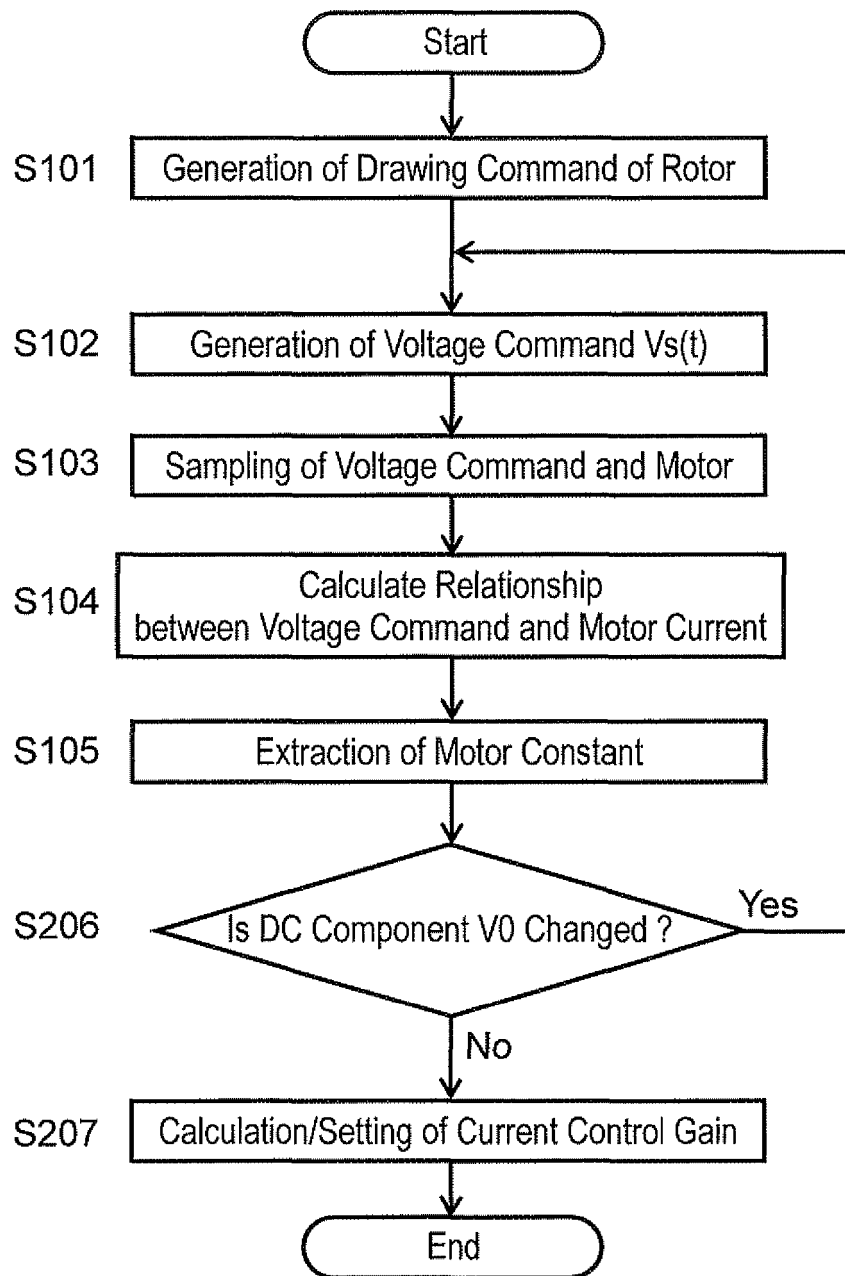 Start
S101
Generation of Drawing Command of Rotor
S102
Generation of Voltage Command Vs(t)
S103
Sampling of Voltage Command and Motor
S104
Calculate Relationship
between Voltage Command and Motor Current
S105
Extraction of Motor Constant
S206
Is DC Component V0 Changed ?
Yes
No
S207
Calculation/Setting of Current Control Gain
End